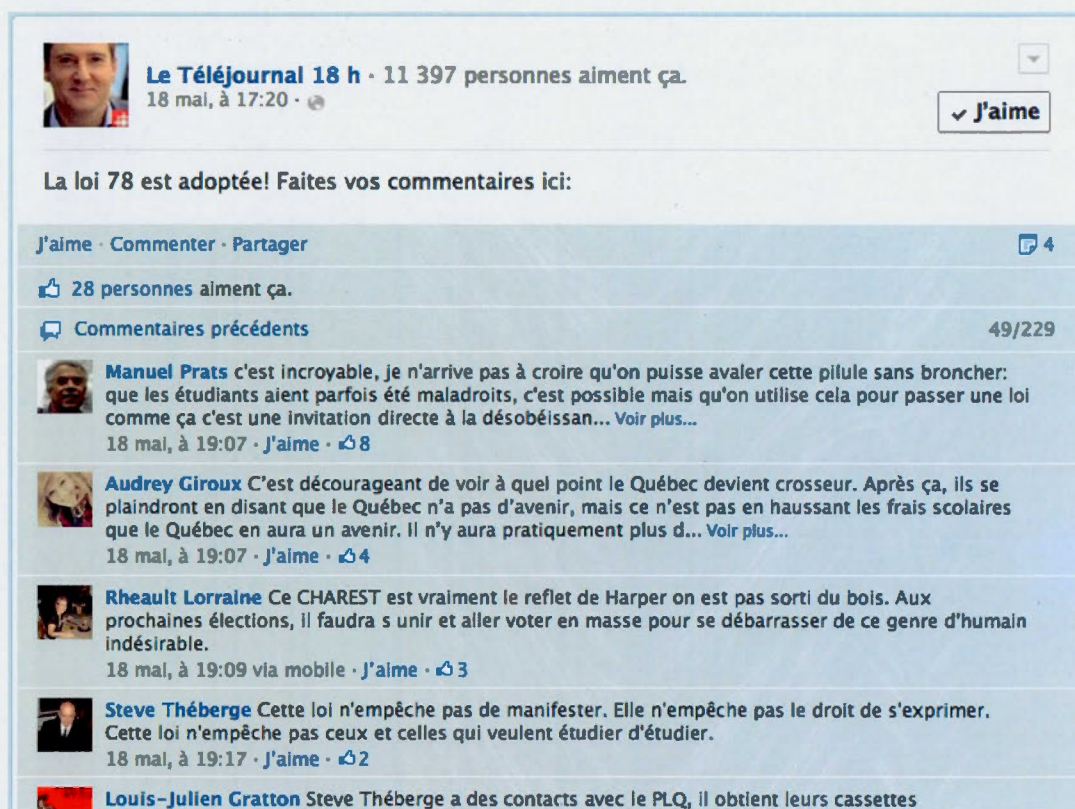 Le Téléjournal 18 h · 11 397 personnes aiment ça.
18 mai, à 17:20 ·
✓ J'aime
La loi 78 est adoptée! Faites vos commentaires ici:
J'aime · Commenter · Partager
4
28 personnes aiment ça.
Commentaires précédents
49/229
Manuel Prats c'est incroyable, je n'arrive pas à croire qu'on puisse avaler cette pilule sans broncher:
que les étudiants aient parfois été maladroits, c'est possible mais qu'on utilise cela pour passer une loi
comme ça c'est une invitation directe à la désobéissan... Voir plus...
18 mai, à 19:07 · J'aime · 8
Audrey Giroux C'est décourageant de voir à quel point le Québec devient crosseur. Après ça, ils se
plaindront en disant que le Québec n'a pas d'avenir, mais ce n'est pas en haussant les frais scolaires
que le Québec en aura un avenir. Il n'y aura pratiquement plus d... Voir plus...
18 mai, à 19:07 · J'aime · 4
Rheault Lorraine Ce CHAREST est vraiment le reflet de Harper on est pas sorti du bois. Aux
prochaines élections, il faudra s unir et aller voter en masse pour se débarrasser de ce genre d'humain
indésirable.
18 mai, à 19:09 via mobile · J'aime · 3
Steve Théberge Cette loi n'empêche pas de manifester. Elle n'empêche pas le droit de s'exprimer.
Cette loi n'empêche pas ceux et celles qui veulent étudier d'étudier.
18 mai, à 19:17 · J'aime · 2
Louis-Julien Gratton Steve Théberge a des contacts avec le PLQ, il obtient leurs cassettes